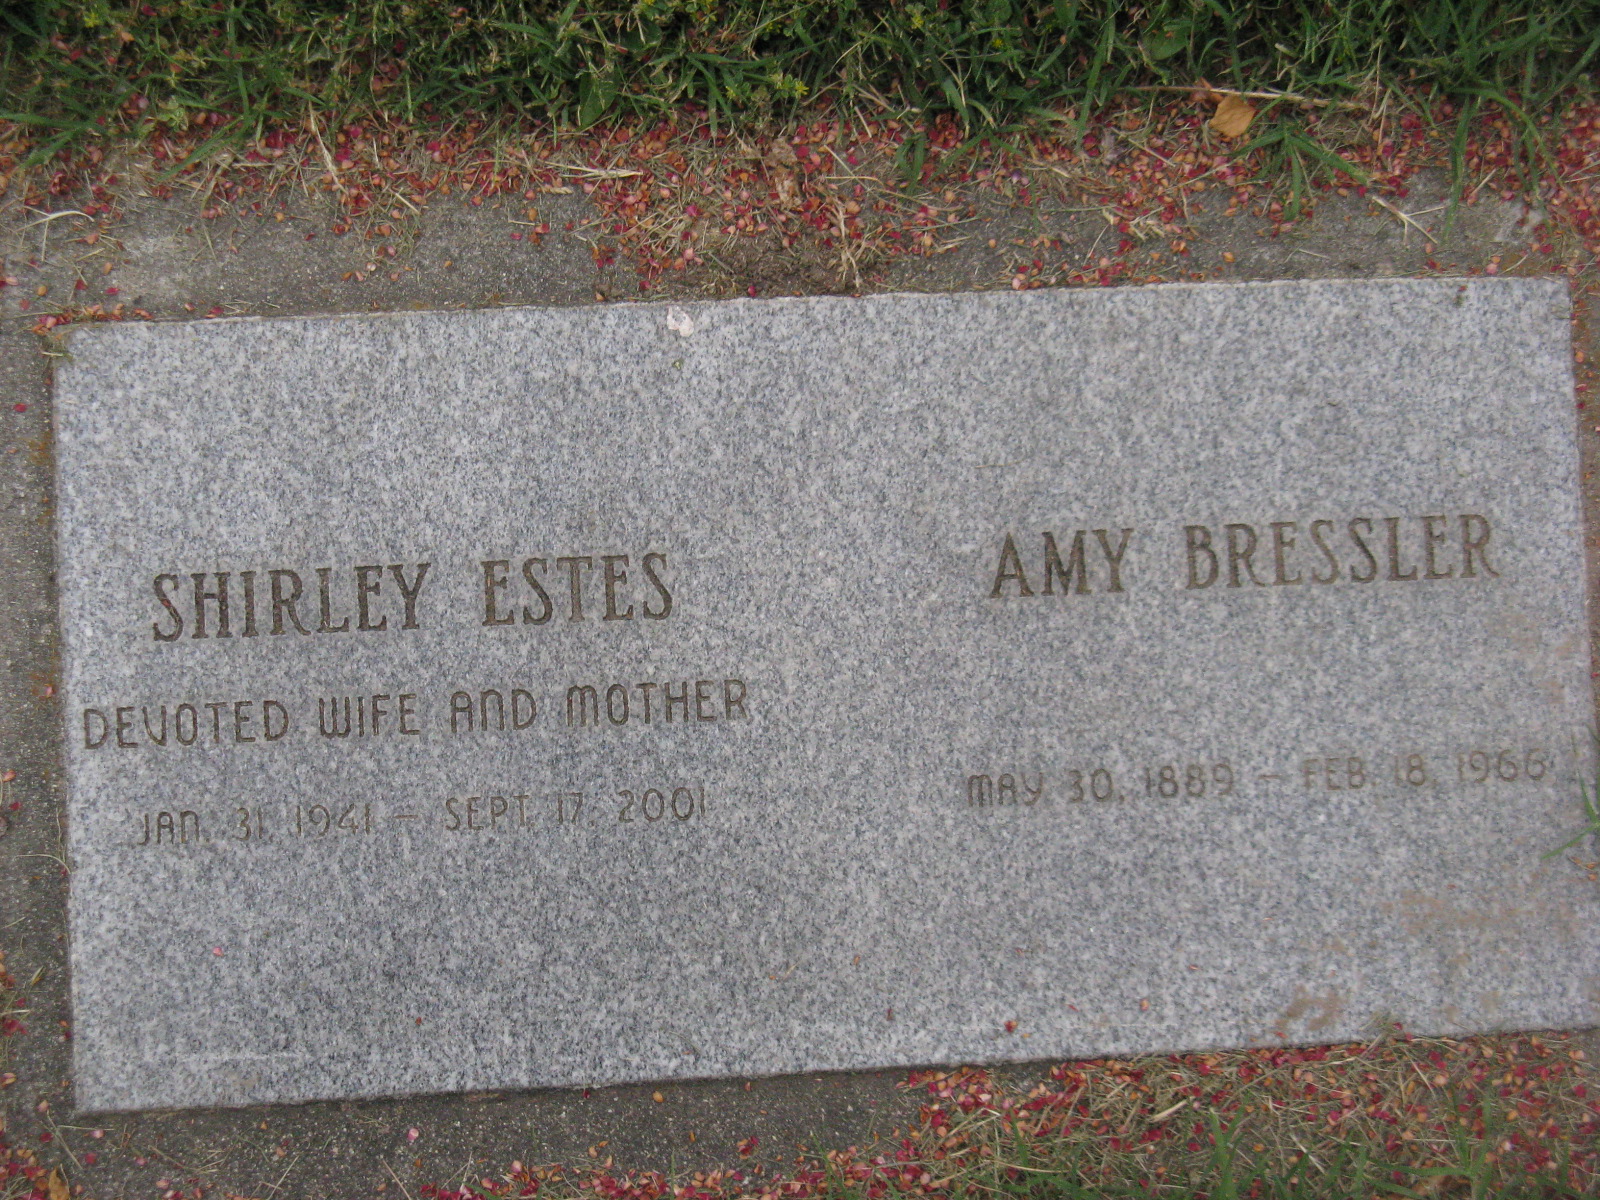 SHIRLEY ESTES
DEVOTED WIFE AND MOTHER
JAN. 31, 1941 – SEPT. 17, 2001
AMY BRESSLER
MAY 30, 1889 – FEB. 18, 1966